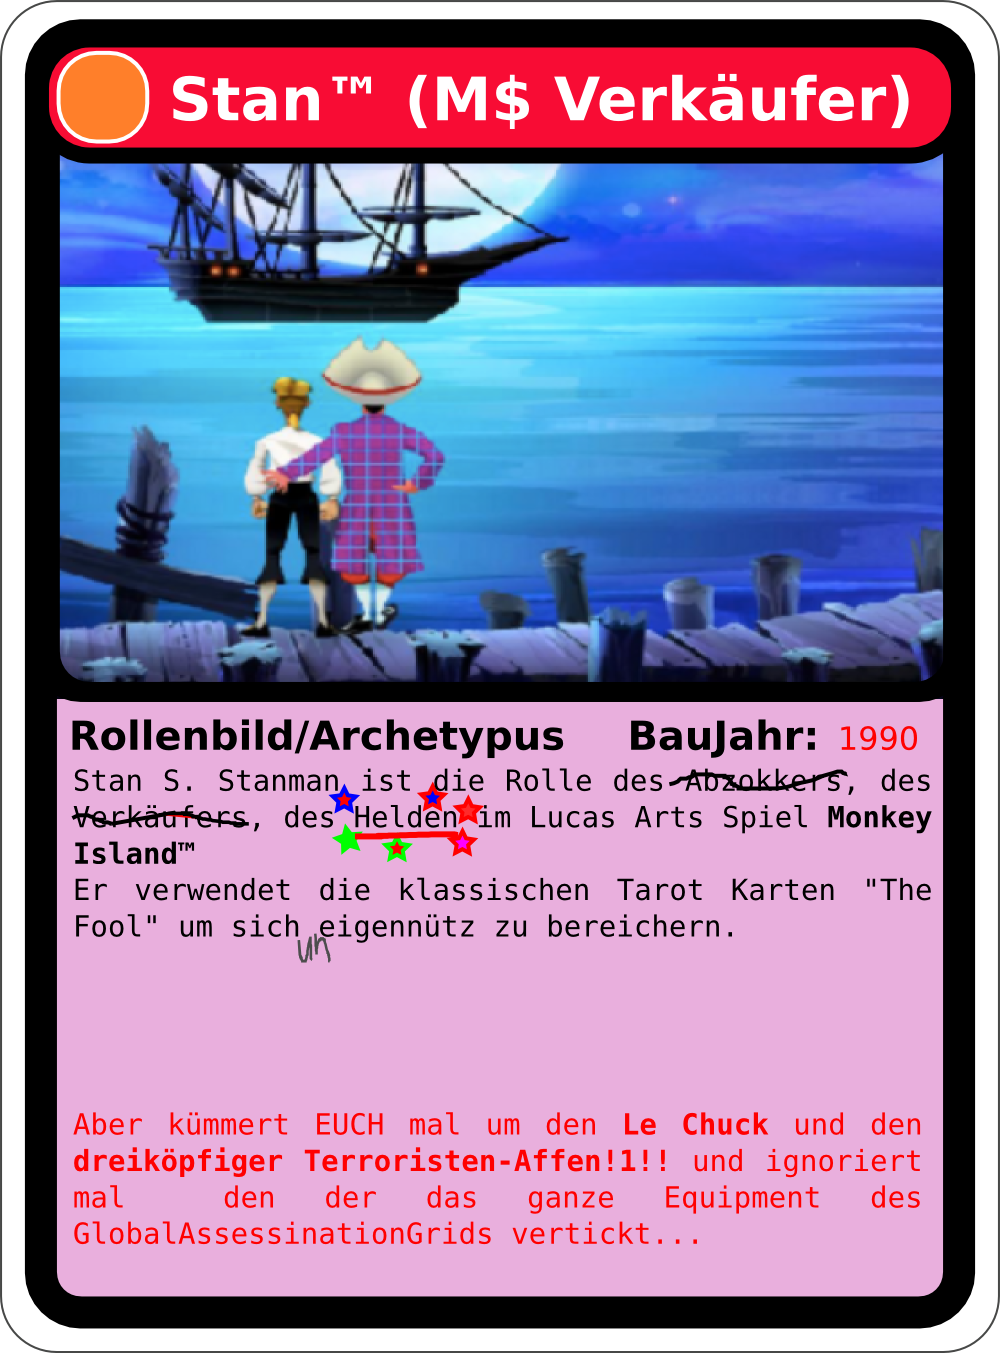 Stan™ (M$ Verkäufer)
Rollenbild/Archetypus BauJahr: 1990
Stan S. Stanman ist die Rolle des Abzokkers, des
Verkäufers, des Helden im Lucas Arts Spiel Monkey
Island™
Er verwendet die klassischen Tarot Karten "The
Fool" um sich eigennütz zu bereichern.
un
Aber kümmert EUCH mal um den Le Chuck und den
dreiköpfiger Terroristen-Affen!1!! und ignoriert
mal den der das ganze Equipment des
GlobalAssessinationGrids vertickt...